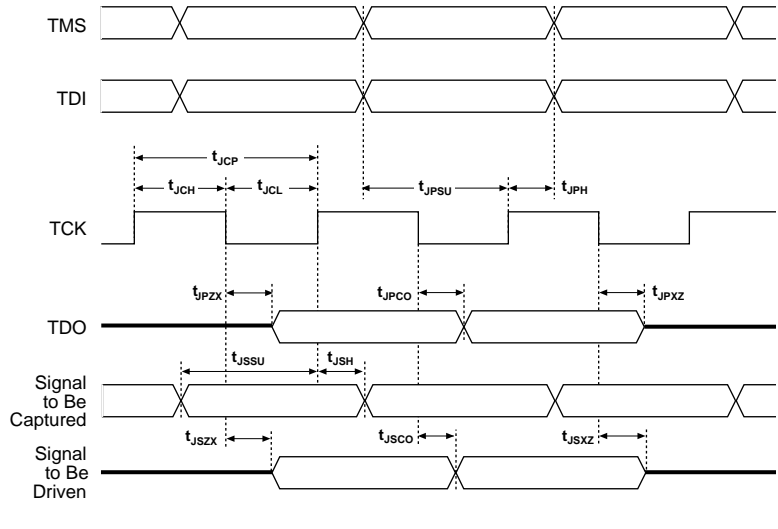 TMS
TDI
tJCP
tJCH
tJCL
tJPSU
tJPH
TCK
tJPZX
tJPCO
tJPXZ
TDO
tJSSU
tJSH
Signal
to Be
Captured
tJSZX
tJSCO
tJSXZ
Signal
to Be
Driven